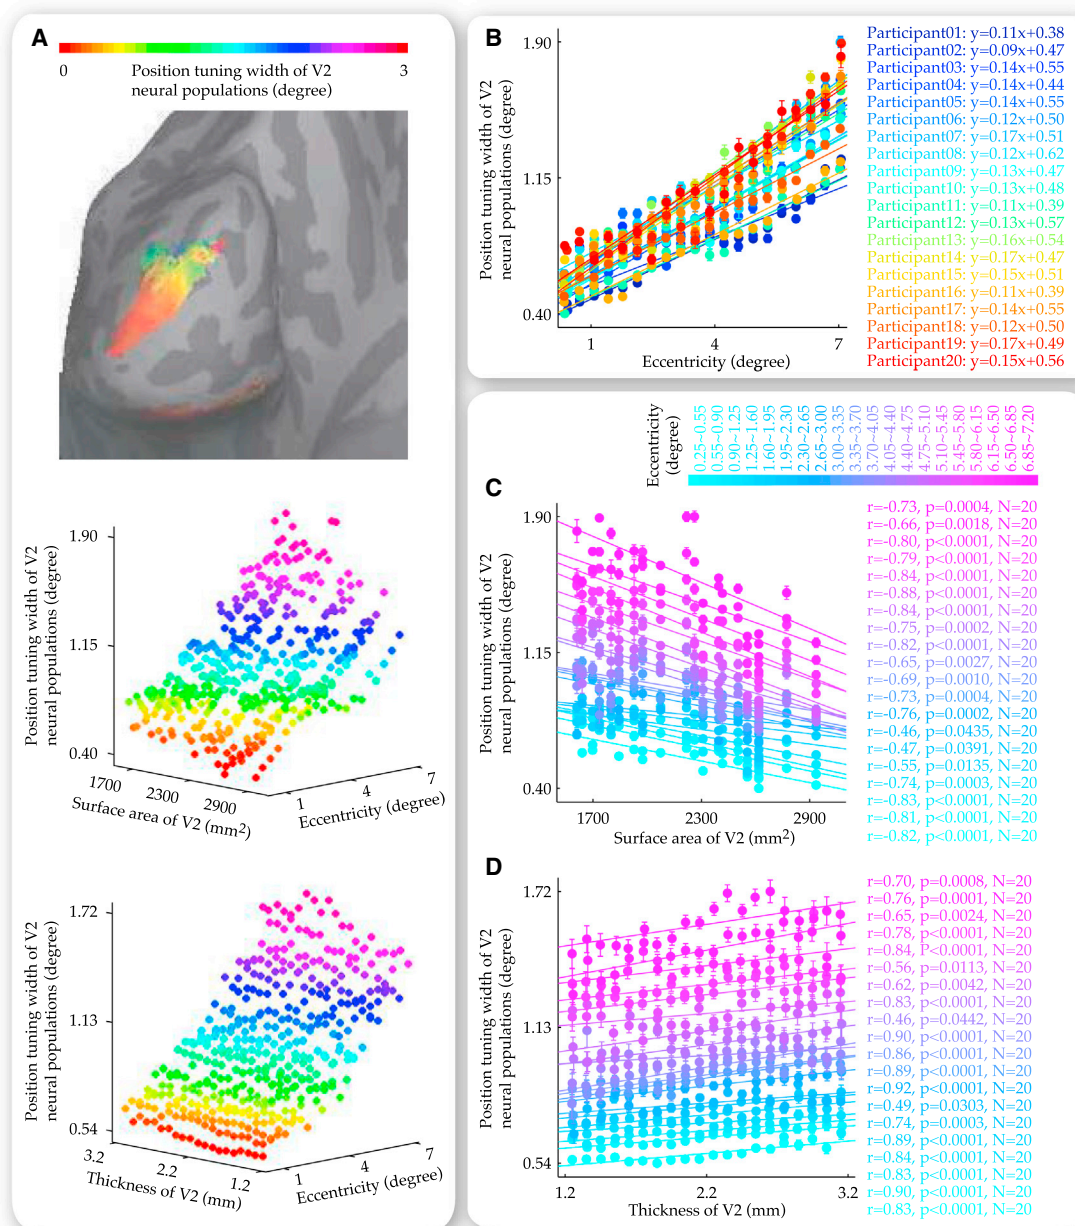 A
0
3
Position tuning width of V2
neural populations (degree)
Position tuning width of V2
neural populations (degree)
1.90
1.15
0.40
1700
2300
2900
Surface area of V2 (mm2)
1
4
7
Eccentricity (degree)
Position tuning width of V2
neural populations (degree)
1.72
1.13
0.54
3.2
2.2
1.2
Thickness of V2 (mm)
1
4
7
Eccentricity (degree)
B
Position tuning width of V2
neural populations (degree)
1.90
1.15
0.40
1
4
7
Eccentricity (degree)
Participant01: y=0.11x+0.38
Participant02: y=0.09x+0.47
Participant03: y=0.14x+0.55
Participant04: y=0.14x+0.44
Participant05: y=0.14x+0.55
Participant06: y=0.12x+0.50
Participant07: y=0.17x+0.51
Participant08: y=0.12x+0.62
Participant09: y=0.13x+0.47
Participant10: y=0.13x+0.48
Participant11: y=0.11x+0.39
Participant12: y=0.13x+0.57
Participant13: y=0.16x+0.54
Participant14: y=0.17x+0.47
Participant15: y=0.15x+0.51
Participant16: y=0.11x+0.39
Participant17: y=0.14x+0.55
Participant18: y=0.12x+0.50
Participant19: y=0.17x+0.49
Participant20: y=0.15x+0.56
Eccentricity
(degree)
0.25~0.55
0.55~0.90
0.90~1.25
1.25~1.60
1.60~1.95
1.95~2.30
2.30~2.65
2.65~3.00
3.00~3.35
3.35~3.70
3.70~4.05
4.05~4.40
4.40~4.75
4.75~5.10
5.10~5.45
5.45~5.80
5.80~6.15
6.15~6.50
6.50~6.85
6.85~7.20
C
Position tuning width of V2
neural populations (degree)
1.90
1.15
0.40
1700
2300
2900
Surface area of V2 (mm2)
r=-0.73, p=0.0004, N=20
r=-0.66, p=0.0018, N=20
r=-0.80, p<0.0001, N=20
r=-0.79, p<0.0001, N=20
r=-0.84, p<0.0001, N=20
r=-0.88, p<0.0001, N=20
r=-0.84, p<0.0001, N=20
r=-0.75, p=0.0002, N=20
r=-0.82, p<0.0001, N=20
r=-0.65, p=0.0027, N=20
r=-0.69, p=0.0010, N=20
r=-0.73, p=0.0004, N=20
r=-0.76, p=0.0002, N=20
r=-0.46, p=0.0435, N=20
r=-0.47, p=0.0391, N=20
r=-0.55, p=0.0135, N=20
r=-0.74, p=0.0003, N=20
r=-0.83, p<0.0001, N=20
r=-0.81, p<0.0001, N=20
r=-0.82, p<0.0001, N=20
D
Position tuning width of V2
neural populations (degree)
1.72
1.13
0.54
1.2
2.2
3.2
Thickness of V2 (mm)
r=0.70, p=0.0008, N=20
r=0.76, p=0.0001, N=20
r=0.65, p=0.0024, N=20
r=0.78, p<0.0001, N=20
r=0.84, p<0.0001, N=20
r=0.56, p=0.0113, N=20
r=0.62, p=0.0042, N=20
r=0.83, p<0.0001, N=20
r=0.46, p=0.0442, N=20
r=0.90, p<0.0001, N=20
r=0.86, p<0.0001, N=20
r=0.89, p<0.0001, N=20
r=0.92, p<0.0001, N=20
r=0.49, p=0.0303, N=20
r=0.74, p=0.0003, N=20
r=0.89, p<0.0001, N=20
r=0.84, p<0.0001, N=20
r=0.83, p<0.0001, N=20
r=0.90, p<0.0001, N=20
r=0.83, p<0.0001, N=20